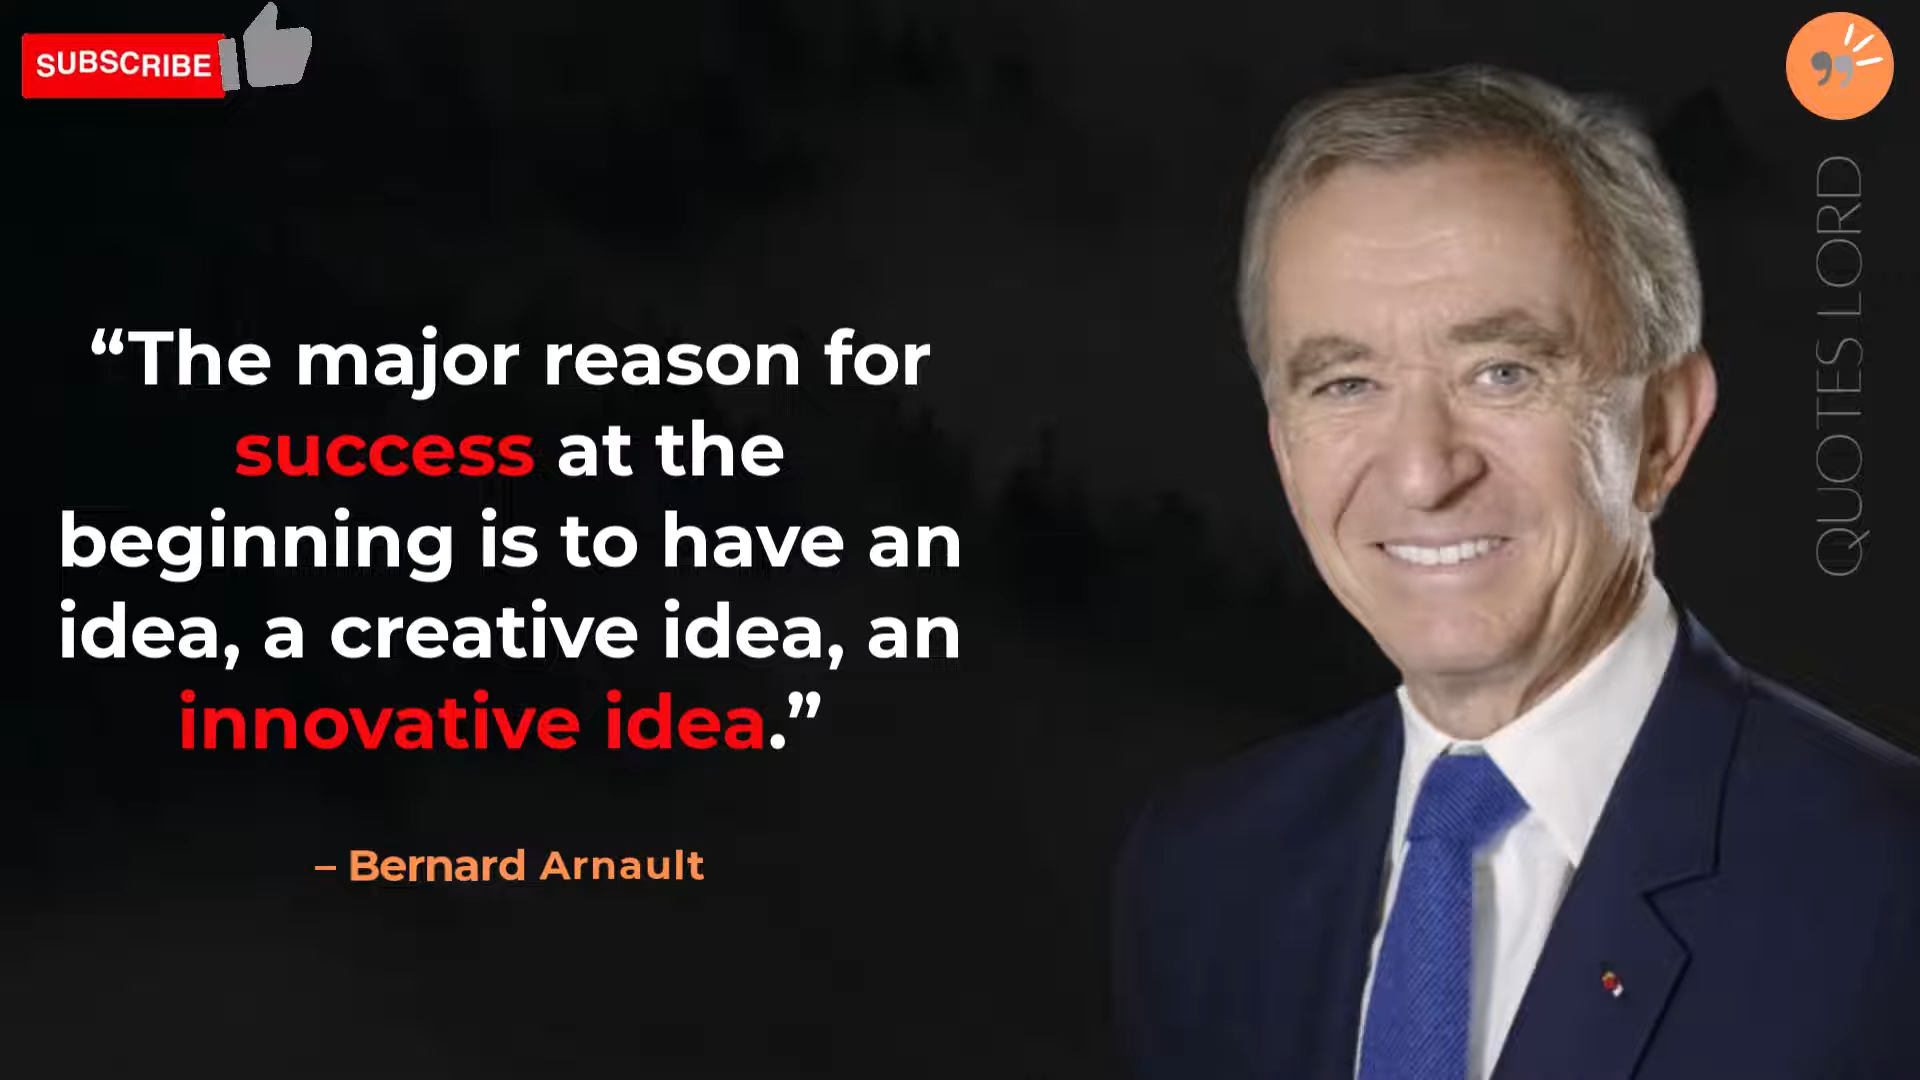 SUBSCRIBE
“The major reason for
success at the
beginning is to have an
idea, a creative idea, an
innovative idea.”
– Bernard Arnault
QUOTES LORD